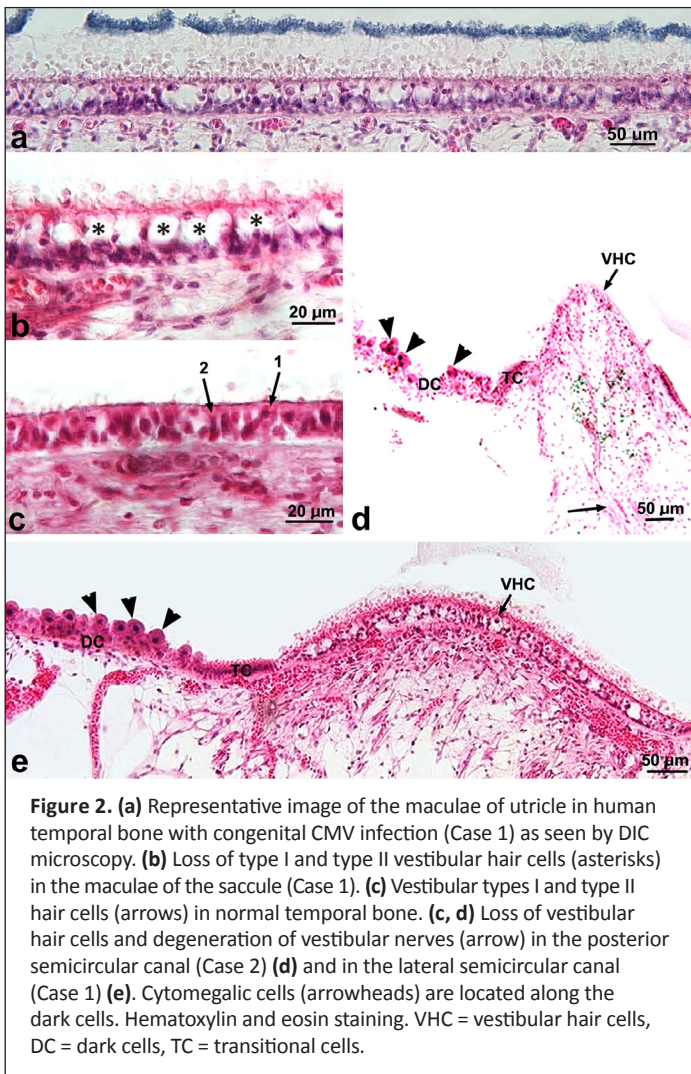 a
50 µm
* * * *
b
20 µm
2 1
c
20 µm
VHC
DC
TC
d
50 µm
VHC
DC
TC
e
50 µm
Figure 2. (a) Representative image of the maculae of utricle in human
temporal bone with congenital CMV infection (Case 1) as seen by DIC
microscopy. (b) Loss of type I and type II vestibular hair cells (asterisks)
in the maculae of the saccule (Case 1). (c) Vestibular types I and type II
hair cells (arrows) in normal temporal bone. (c, d) Loss of vestibular
hair cells and degeneration of vestibular nerves (arrow) in the posterior
semicircular canal (Case 2) (d) and in the lateral semicircular canal
(Case 1) (e). Cytomegalic cells (arrowheads) are located along the
dark cells. Hematoxylin and eosin staining. VHC = vestibular hair cells,
DC = dark cells, TC = transitional cells.